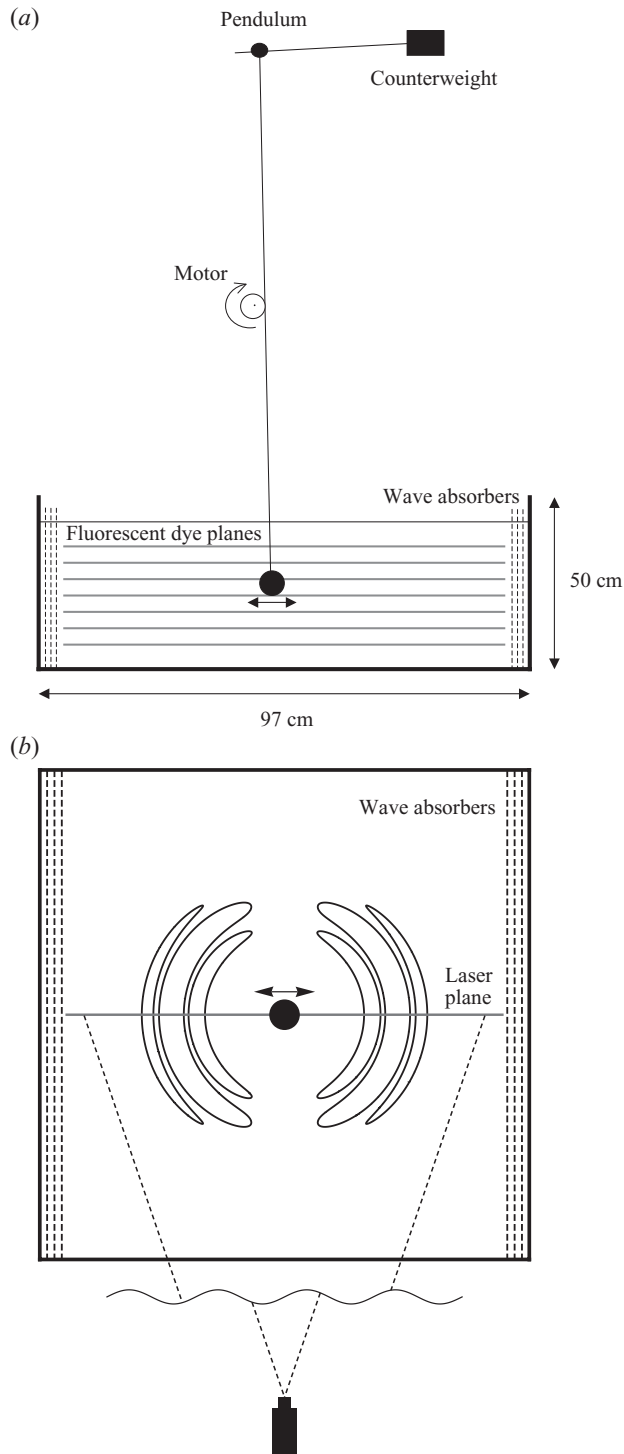 (a)
Pendulum
Counterweight
Motor
Wave absorbers
Fluorescent dye planes
50 cm
97 cm
(b)
Wave absorbers
Laser
plane